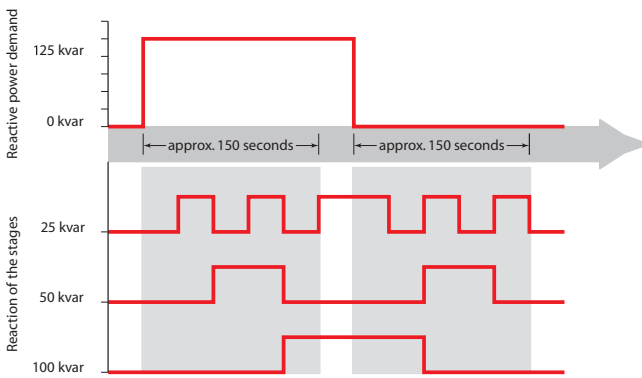 Reactive power demand
125 kvar
0 kvar
approx. 150 seconds
approx. 150 seconds
Reaction of the stages
25 kvar
50 kvar
100 kvar